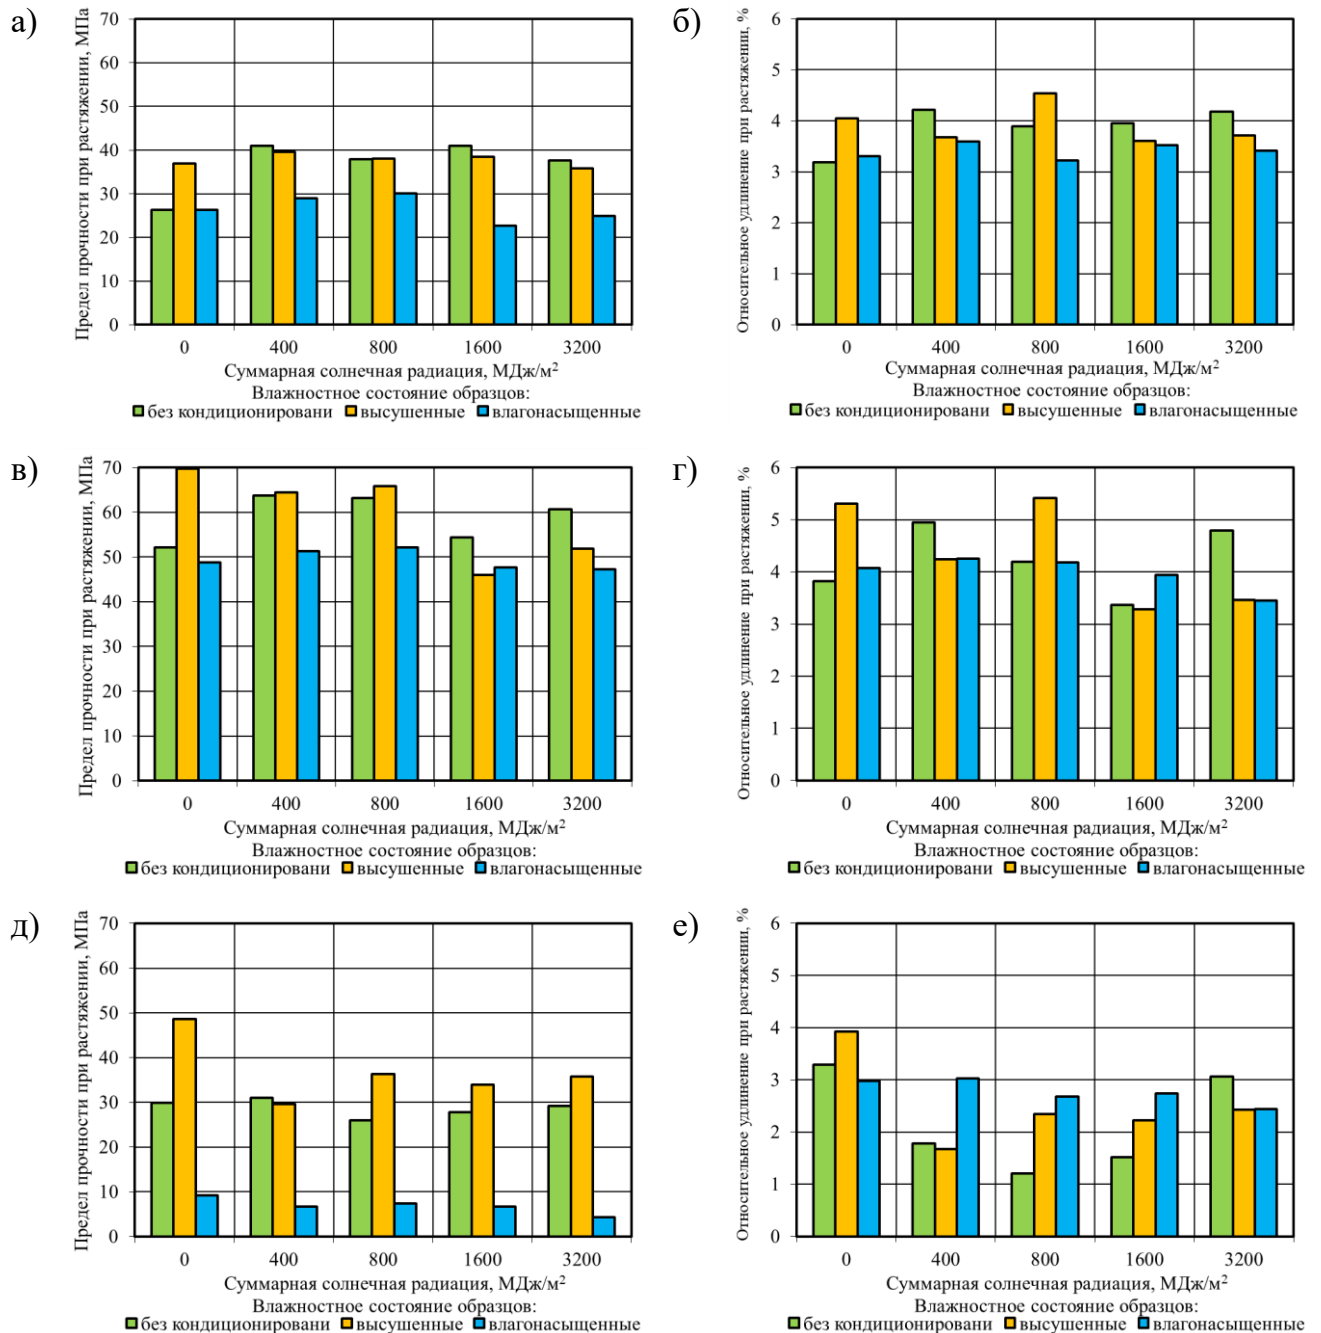 а)
Предел прочности при растяжении, МПа
70
60
50
40
30
20
10
0
0 400 800 1600 3200
Суммарная солнечная радиация, МДж/м²
Влажностное состояние образцов:
без кондиционировани высушенные влагонасыщенные
б)
Относительное удлинение при растяжении, %
6
5
4
3
2
1
0
0 400 800 1600 3200
Суммарная солнечная радиация, МДж/м²
Влажностное состояние образцов:
без кондиционировани высушенные влагонасыщенные
в)
Предел прочности при растяжении, МПа
70
60
50
40
30
20
10
0
0 400 800 1600 3200
Суммарная солнечная радиация, МДж/м²
Влажностное состояние образцов:
без кондиционировани высушенные влагонасыщенные
г)
Относительное удлинение при растяжении, %
6
5
4
3
2
1
0
0 400 800 1600 3200
Суммарная солнечная радиация, МДж/м²
Влажностное состояние образцов:
без кондиционировани высушенные влагонасыщенные
д)
Предел прочности при растяжении, МПа
70
60
50
40
30
20
10
0
0 400 800 1600 3200
Суммарная солнечная радиация, МДж/м²
Влажностное состояние образцов:
без кондиционировани высушенные влагонасыщенные
е)
Относительное удлинение при растяжении, %
6
5
4
3
2
1
0
0 400 800 1600 3200
Суммарная солнечная радиация, МДж/м²
Влажностное состояние образцов:
без кондиционировани высушенные влагонасыщенные